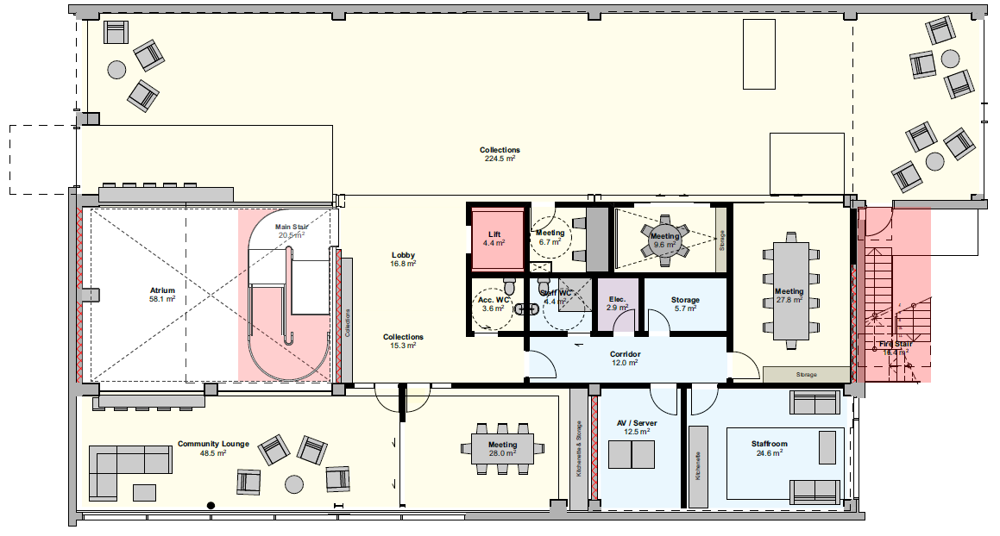 Collections
224.5 m²
Main Stair
20.5 m²
Lift
4.4 m²
Meeting
6.7 m²
Meeting
9.6 m²
Storage
Lobby
16.8 m²
Atrium
58.1 m²
Meeting
27.8 m²
Acc. WC
3.6 m²
Staff WC
4.4 m²
Elec.
2.9 m²
Storage
5.7 m²
Collections
Collections
15.3 m²
Corridor
12.0 m²
Fire Stair
16.4 m²
Storage
Community Lounge
48.5 m²
Meeting
28.0 m²
Kitchenette & Storage
AV / Server
12.5 m²
Kitchenette
Staffroom
24.6 m²